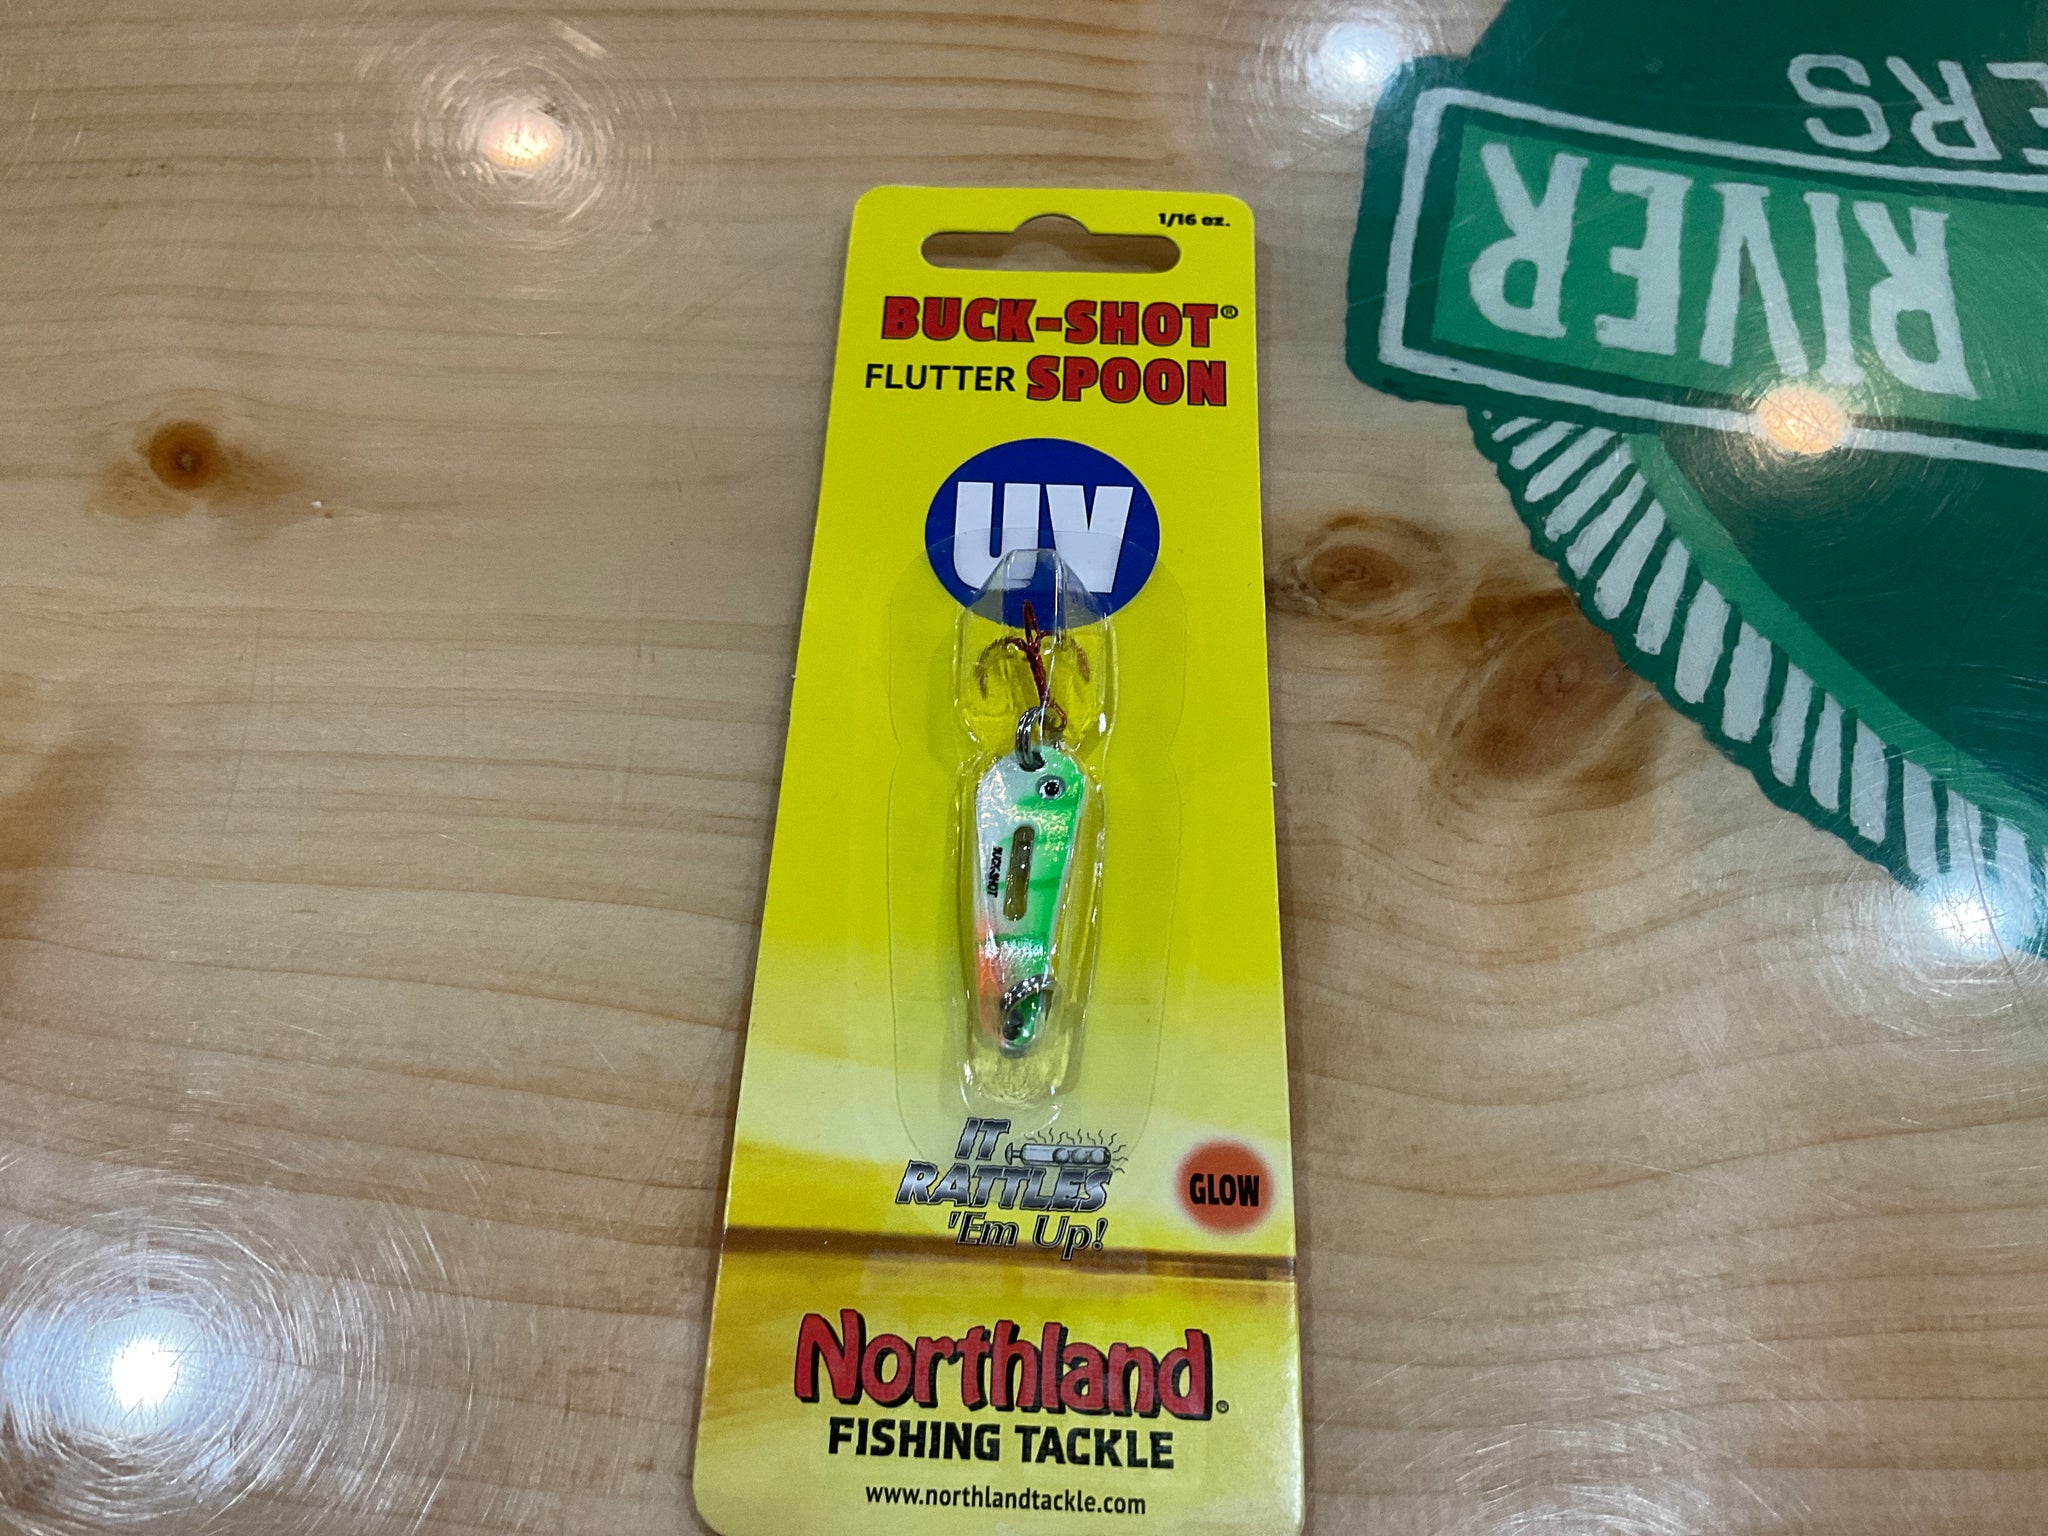 1/16 oz.
BUCK-SHOT®
FLUTTER SPOON
UV
BUCK-SHOT
IT
RATTLES
'Em Up!
GLOW
Northland®
FISHING TACKLE
www.northlandtackle.com
RIVER
ERS